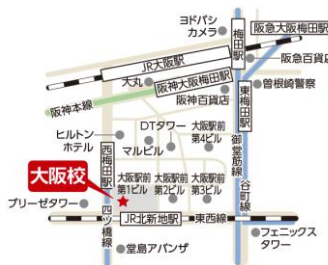 ヨドバシ
カメラ
梅田駅
阪急大阪梅田駅
JR大阪駅
阪急百貨店
大丸
阪神大阪梅田駅
東梅田駅
曽根崎警察
阪神本線
阪神百貨店
ヒルトン
ホテル
西梅田駅
DTタワー
マルビル
大阪駅前
第4ビル
御堂筋線
大阪校
大阪駅前
第1ビル
大阪駅前
第2ビル
大阪駅前
第3ビル
谷町線
ブリーゼタワー
四ツ橋線
JR北新地駅
東西線
堂島アバンザ
フェニックス
タワー